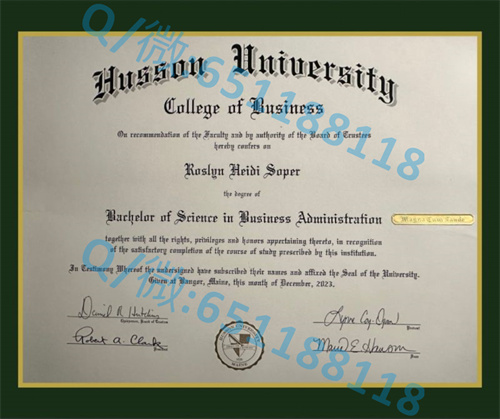 Husson University
College of Business
On recommendation of the Faculty and by authority of the Board of Trustees
hereby confers on
Roslyn Heidi Soper
the degree of
Bachelor of Science in Business Administration
Magna Cum Laude
together with all the rights, privileges and honors appertaining thereto, in recognition
of the satisfactory completion of the course of study prescribed by this institution.
In Testimony Whereof the undersigned have subscribed their names and affixed the Seal of the University.
Given at Bangor, Maine, this month of December, 2023.
President
Dean
Q/微:651188118
Q/微:651188118